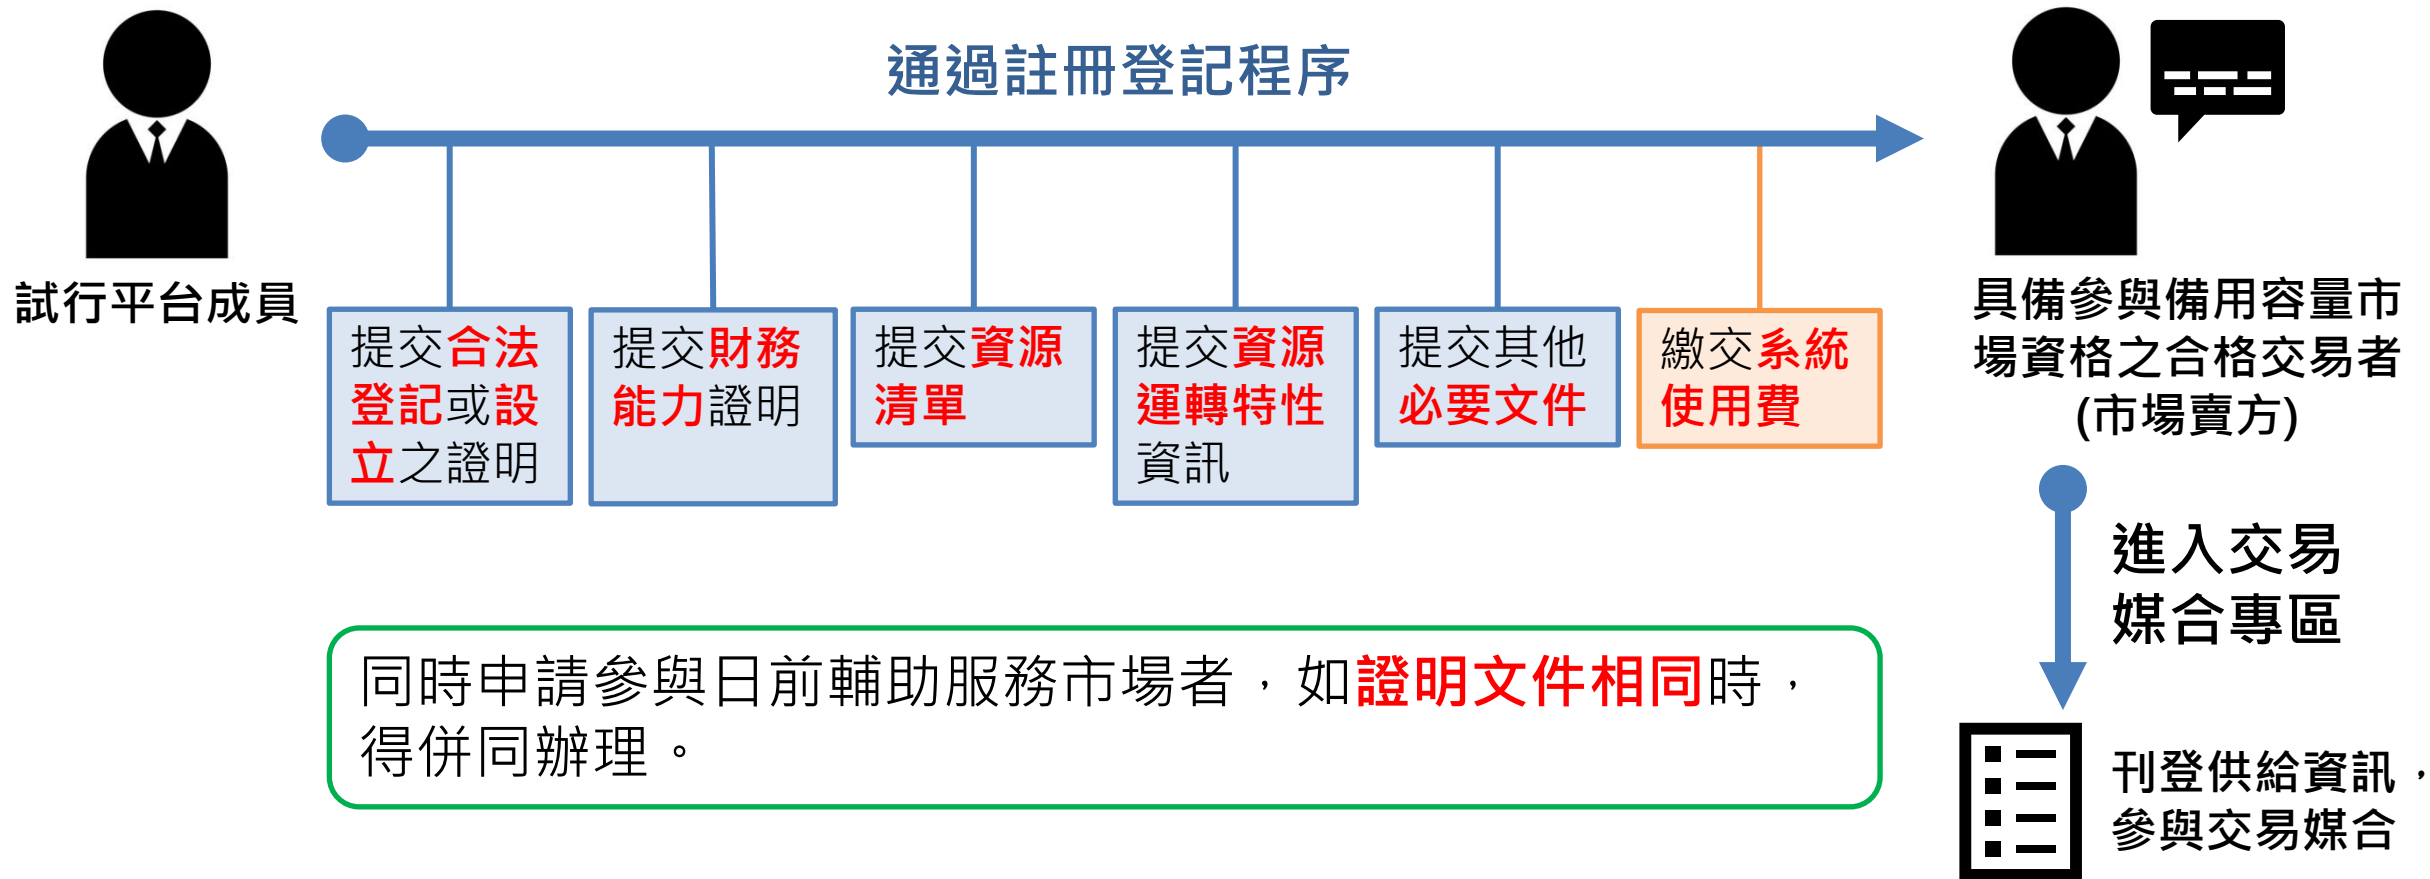 通過註冊登記程序
試行平台成員
提交合法
登記或設
立之證明
提交財務
能力證明
提交資源
清單
提交資源
運轉特性
資訊
提交其他
必要文件
繳交系統
使用費
具備參與備用容量市
場資格之合格交易者
(市場賣方)
進入交易
媒合專區
同時申請參與日前輔助服務市場者，如證明文件相同時，
得併同辦理。
刊登供給資訊，
參與交易媒合